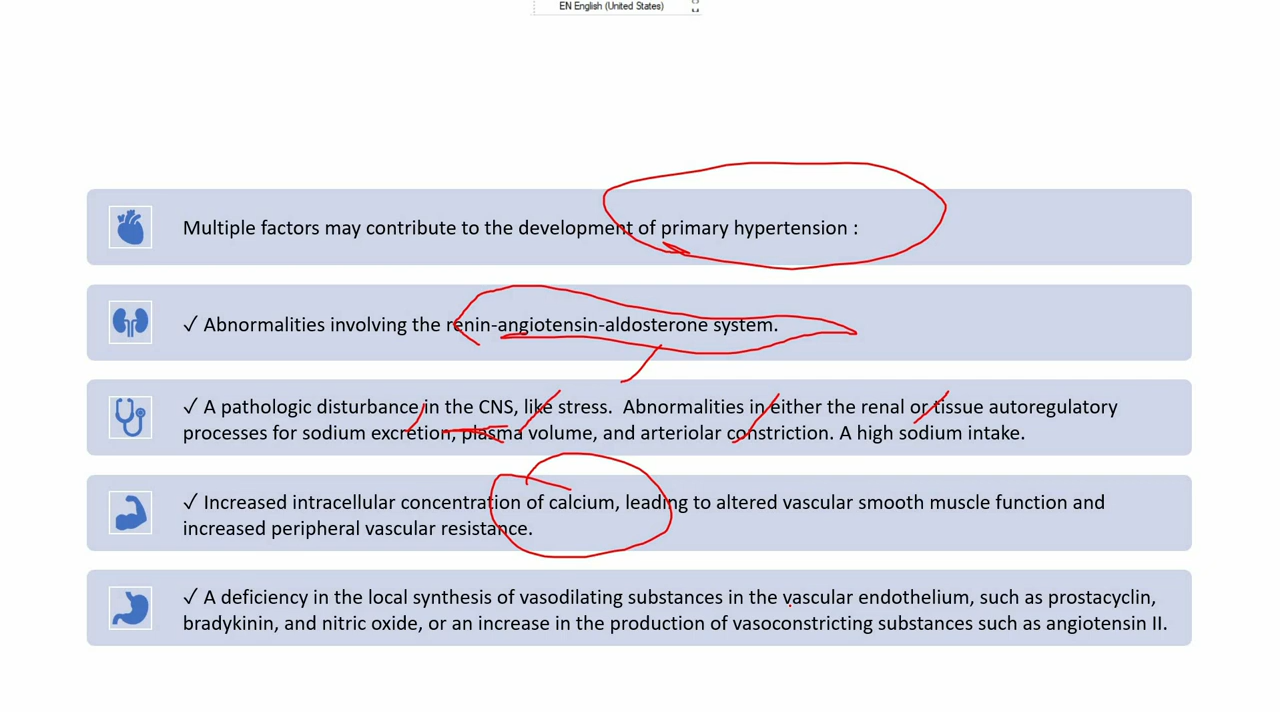 EN English (United States)
Multiple factors may contribute to the development of primary hypertension :
✓ Abnormalities involving the renin-angiotensin-aldosterone system.
✓ A pathologic disturbance in the CNS, like stress.  Abnormalities in either the renal or tissue autoregulatory
processes for sodium excretion, plasma volume, and arteriolar constriction. A high sodium intake.
✓ Increased intracellular concentration of calcium, leading to altered vascular smooth muscle function and
increased peripheral vascular resistance.
✓ A deficiency in the local synthesis of vasodilating substances in the vascular endothelium, such as prostacyclin,
bradykinin, and nitric oxide, or an increase in the production of vasoconstricting substances such as angiotensin II.